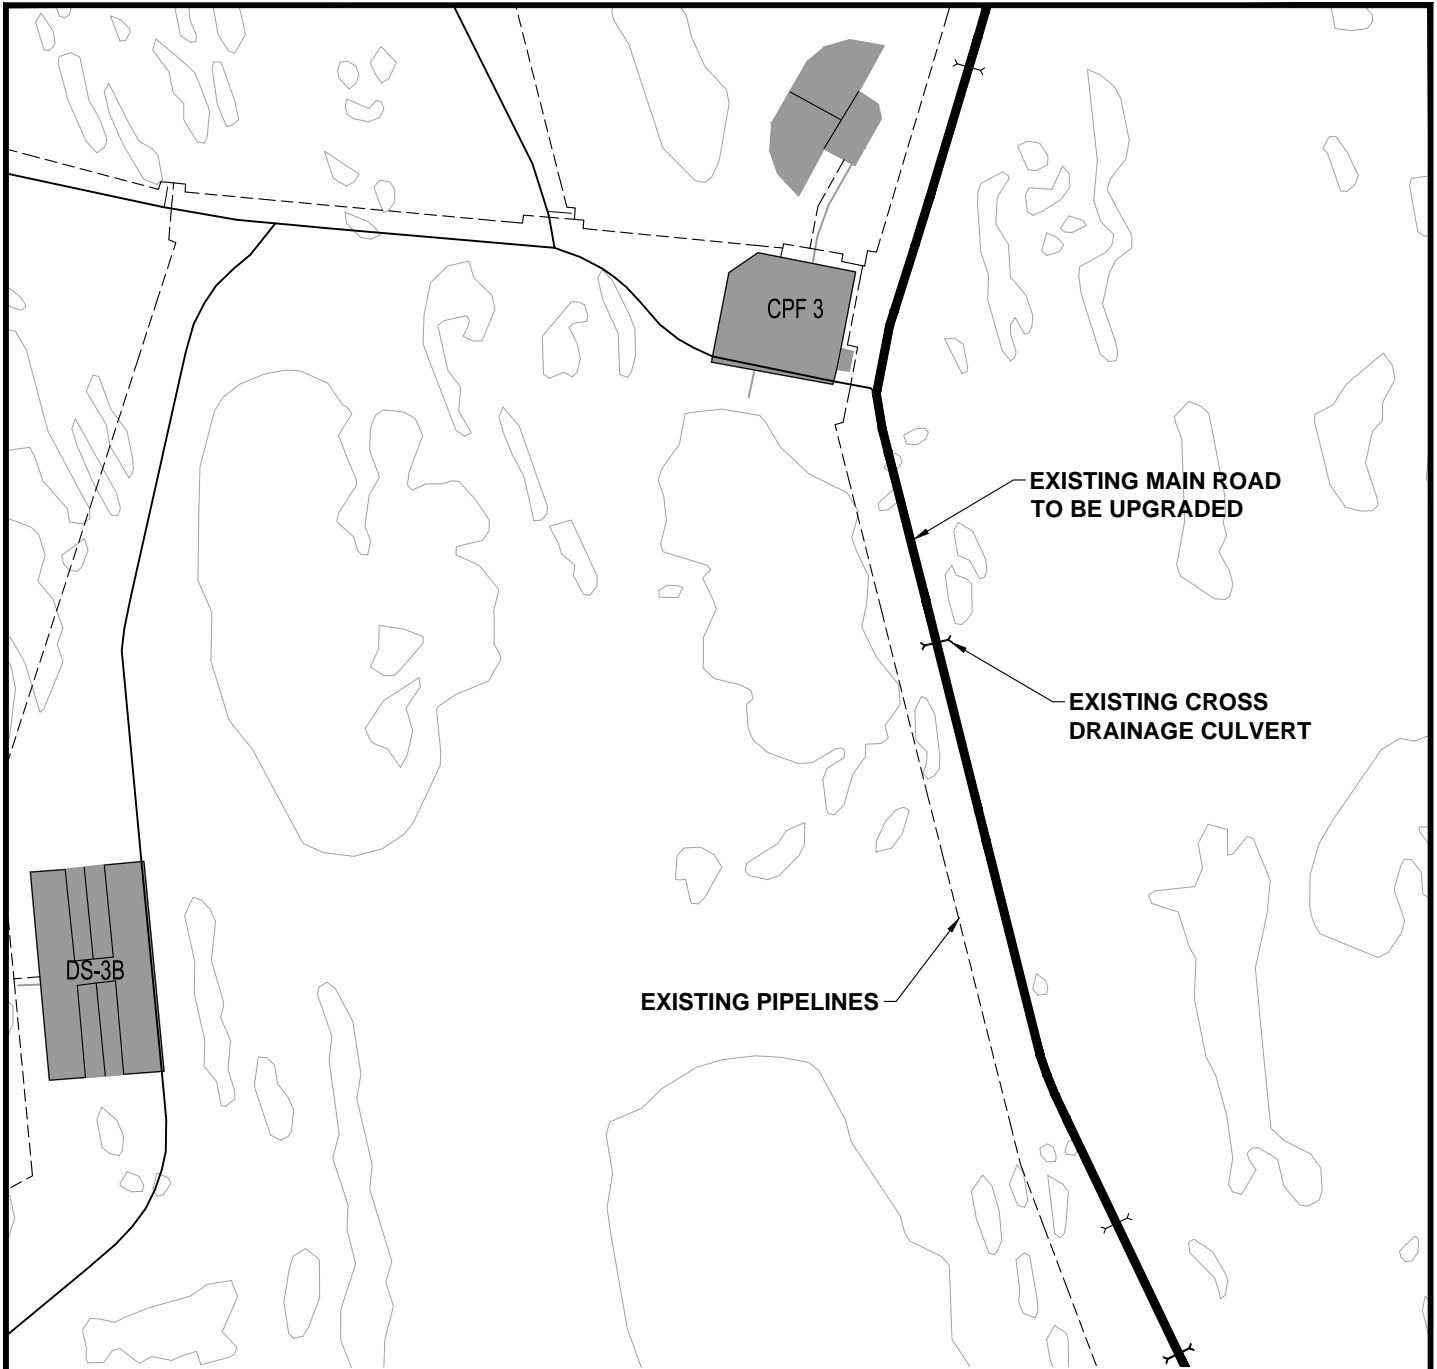 CPF 3
EXISTING MAIN ROAD
TO BE UPGRADED
EXISTING CROSS
DRAINAGE CULVERT
DS-3B
EXISTING PIPELINES